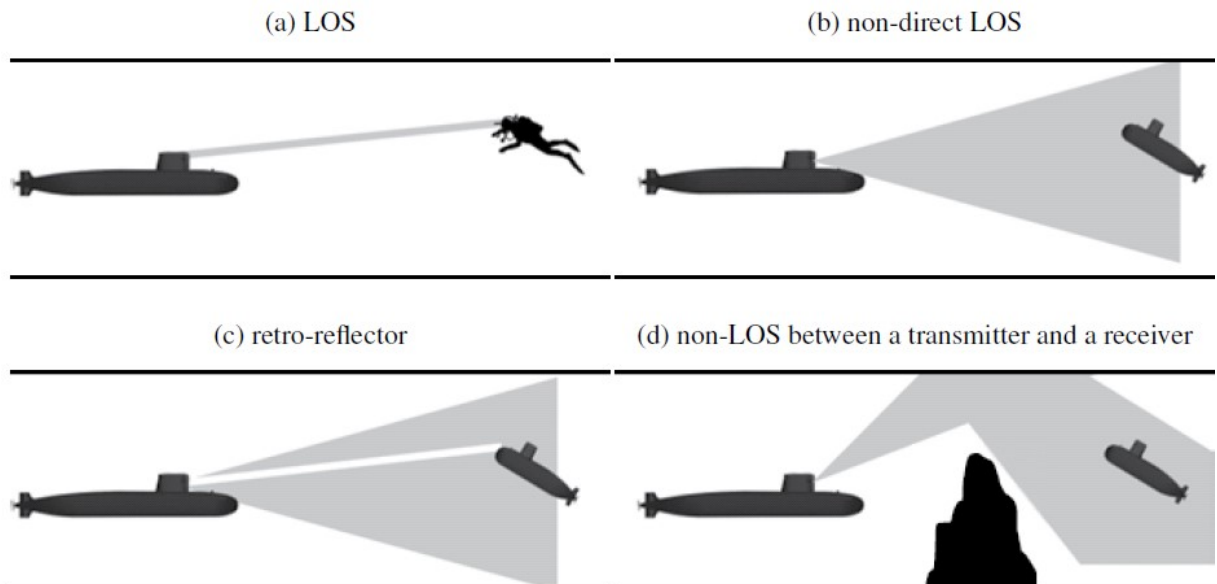 (a) LOS
(b) non-direct LOS
(c) retro-reflector
(d) non-LOS between a transmitter and a receiver